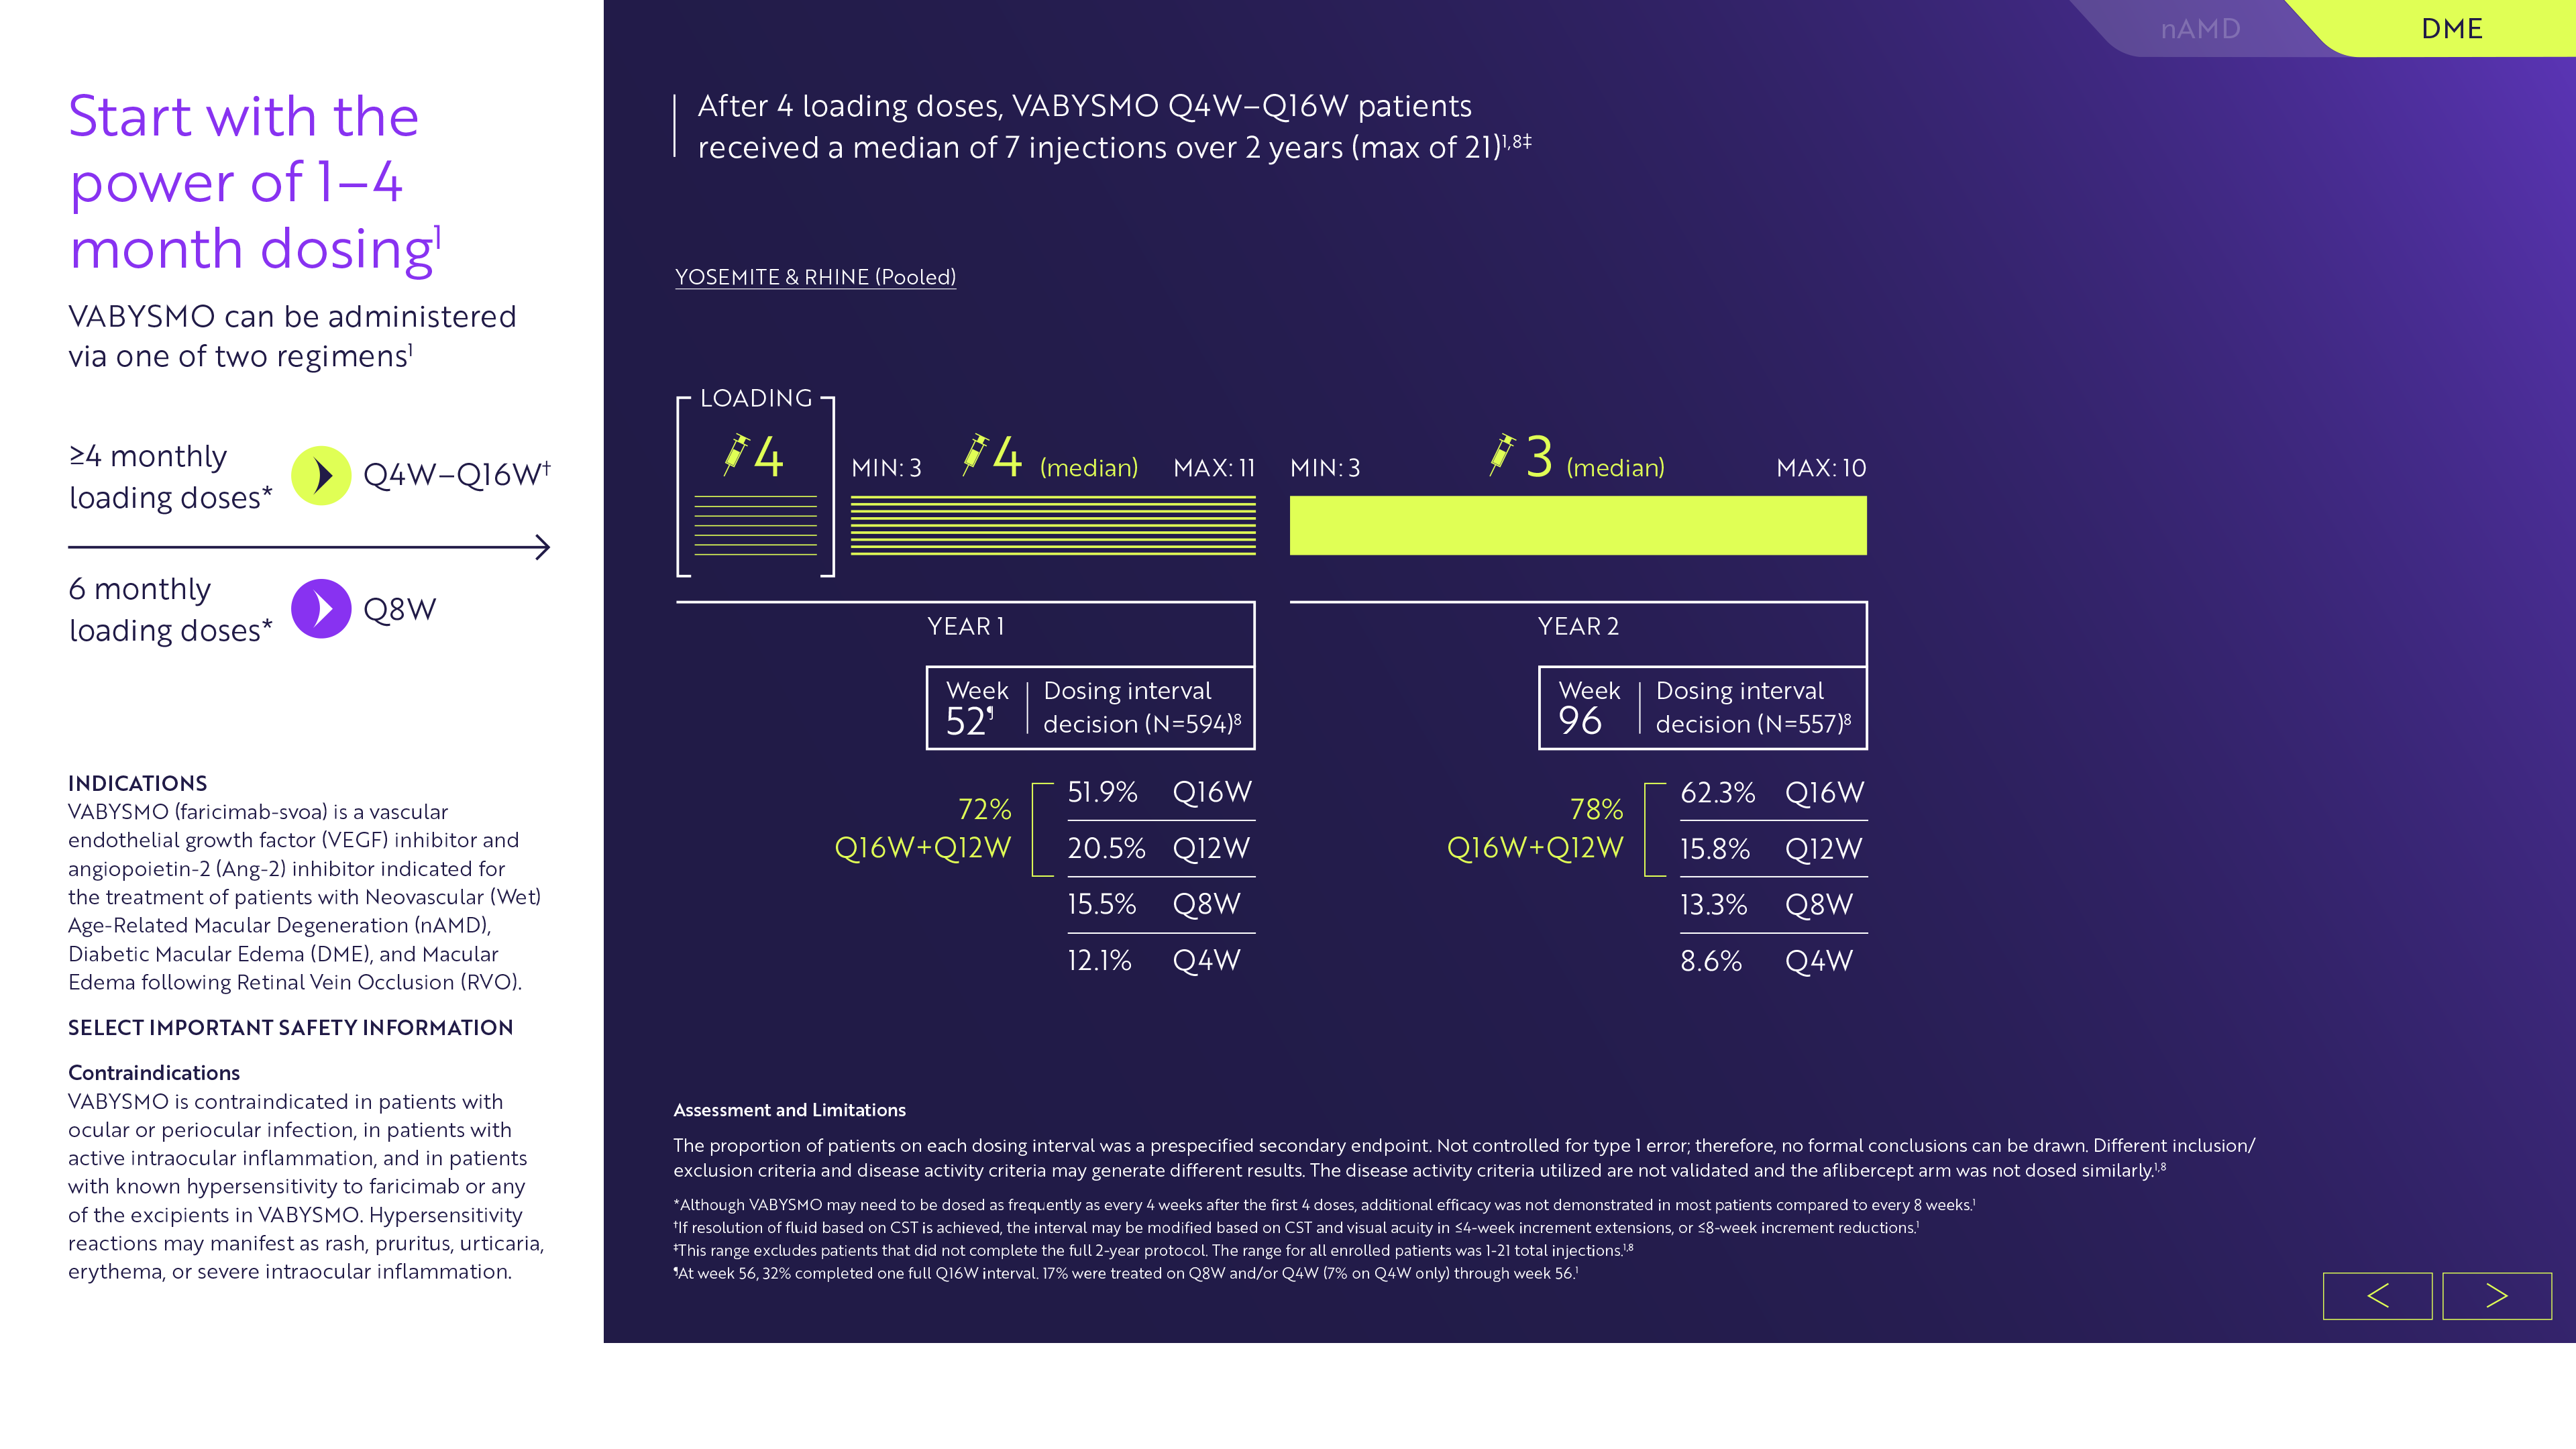 nAMD
DME
Start with the
power of 1–4
month dosing¹
VABYSMO can be administered
via one of two regimens¹
≥4 monthly
loading doses*
Q4W–Q16W†
6 monthly
loading doses*
Q8W
INDICATIONS
VABYSMO (faricimab-svoa) is a vascular
endothelial growth factor (VEGF) inhibitor and
angiopoietin-2 (Ang-2) inhibitor indicated for
the treatment of patients with Neovascular (Wet)
Age-Related Macular Degeneration (nAMD),
Diabetic Macular Edema (DME), and Macular
Edema following Retinal Vein Occlusion (RVO).
SELECT IMPORTANT SAFETY INFORMATION
Contraindications
VABYSMO is contraindicated in patients with
ocular or periocular infection, in patients with
active intraocular inflammation, and in patients
with known hypersensitivity to faricimab or any
of the excipients in VABYSMO. Hypersensitivity
reactions may manifest as rash, pruritus, urticaria,
erythema, or severe intraocular inflammation.
After 4 loading doses, VABYSMO Q4W–Q16W patients
received a median of 7 injections over 2 years (max of 21)¹,⁸‡
YOSEMITE & RHINE (Pooled)
LOADING
4
MIN: 3 4 (median) MAX: 11
MIN: 3 3 (median) MAX: 10
YEAR 1
Week
52¶
Dosing interval
decision (N=594)⁸
72%
Q16W+Q12W
51.9% Q16W
20.5% Q12W
15.5% Q8W
12.1% Q4W
YEAR 2
Week
96
Dosing interval
decision (N=557)⁸
78%
Q16W+Q12W
62.3% Q16W
15.8% Q12W
13.3% Q8W
8.6% Q4W
Assessment and Limitations
The proportion of patients on each dosing interval was a prespecified secondary endpoint. Not controlled for type 1 error; therefore, no formal conclusions can be drawn. Different inclusion/
exclusion criteria and disease activity criteria may generate different results. The disease activity criteria utilized are not validated and the aflibercept arm was not dosed similarly.¹,⁸
*Although VABYSMO may need to be dosed as frequently as every 4 weeks after the first 4 doses, additional efficacy was not demonstrated in most patients compared to every 8 weeks.¹
†If resolution of fluid based on CST is achieved, the interval may be modified based on CST and visual acuity in ≤4-week increment extensions, or ≤8-week increment reductions.¹
‡This range excludes patients that did not complete the full 2-year protocol. The range for all enrolled patients was 1-21 total injections.¹,⁸
¶At week 56, 32% completed one full Q16W interval. 17% were treated on Q8W and/or Q4W (7% on Q4W only) through week 56.¹